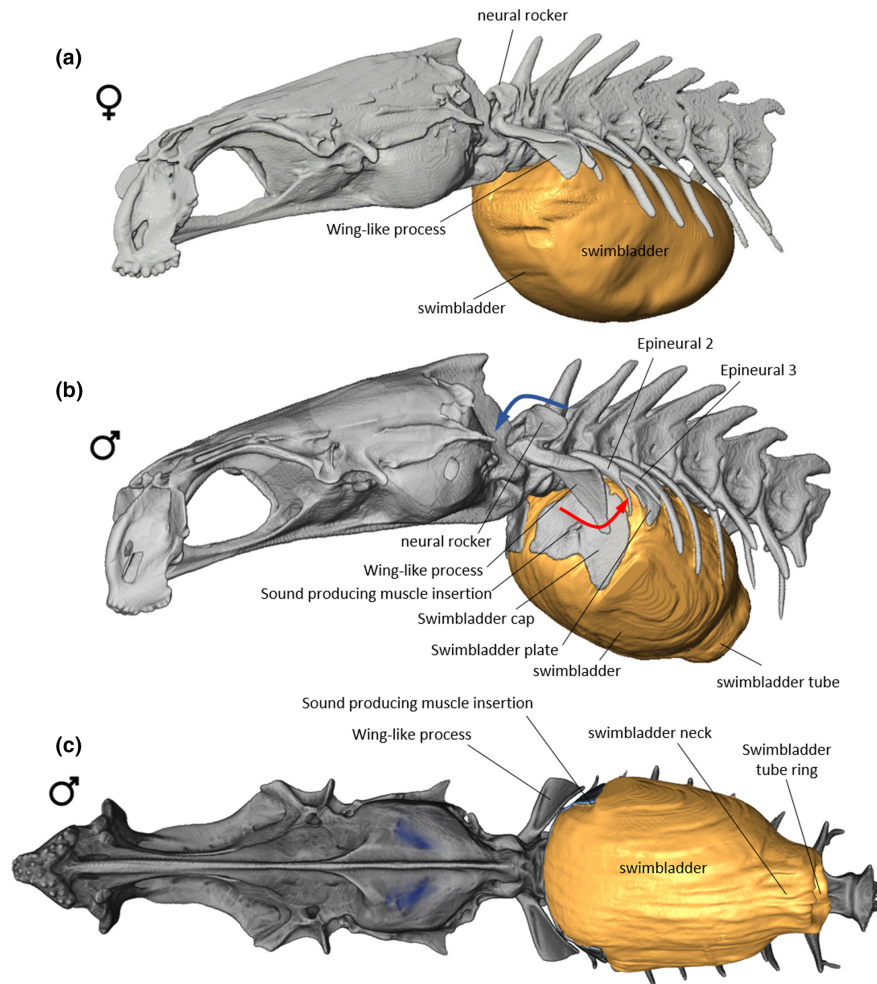 neural rocker
(a)
♀
Wing-like process
swimbladder
swimbladder
Epineural 2
(b)
Epineural 3
♂
neural rocker
Wing-like process
Sound producing muscle insertion
Swimbladder cap
Swimbladder plate
swimbladder
swimbladder tube
Sound producing muscle insertion
(c)
Wing-like process
swimbladder neck
Swimbladder
tube ring
♂
swimbladder